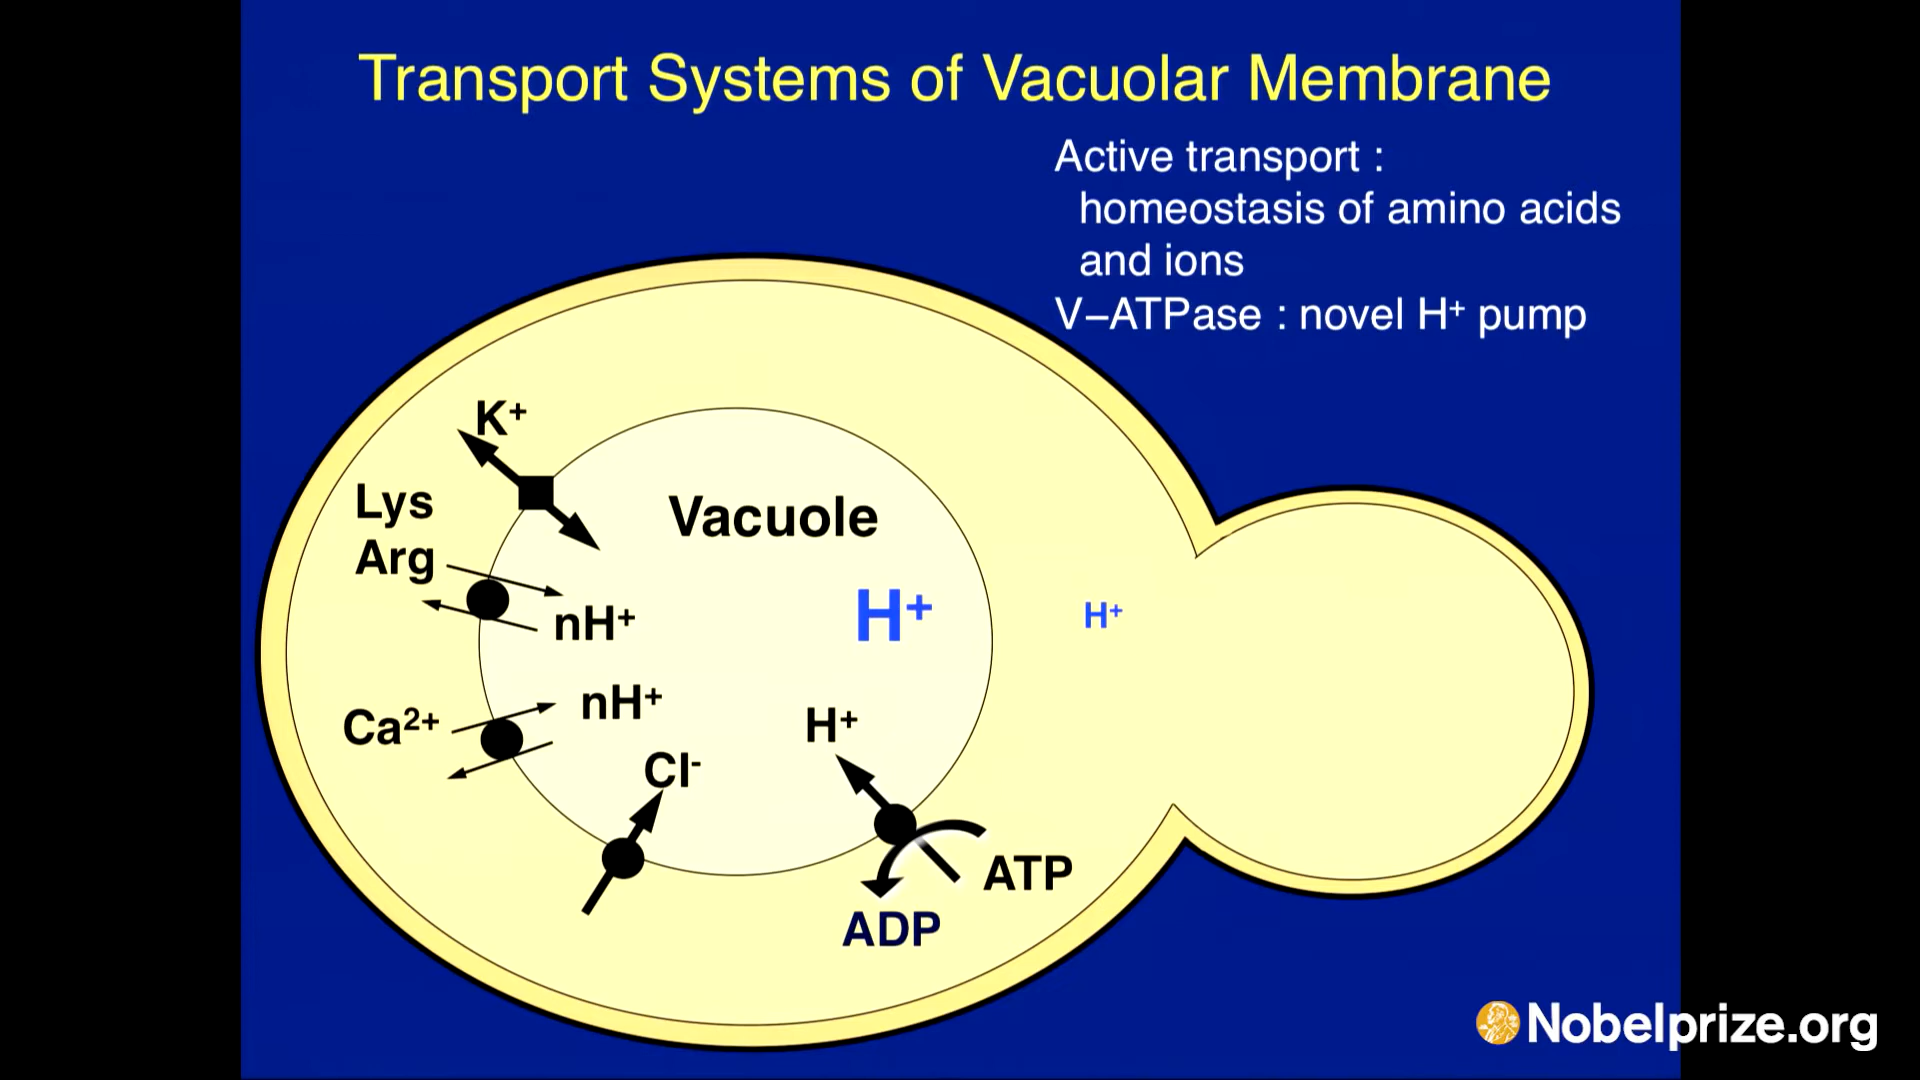 Transport Systems of Vacuolar Membrane
Active transport :
homeostasis of amino acids
and ions
V–ATPase : novel H⁺ pump
K⁺
Lys
Arg
nH⁺
Vacuole
H⁺
H⁺
Ca²⁺
nH⁺
Cl⁻
H⁺
ATP
ADP
Nobelprize.org